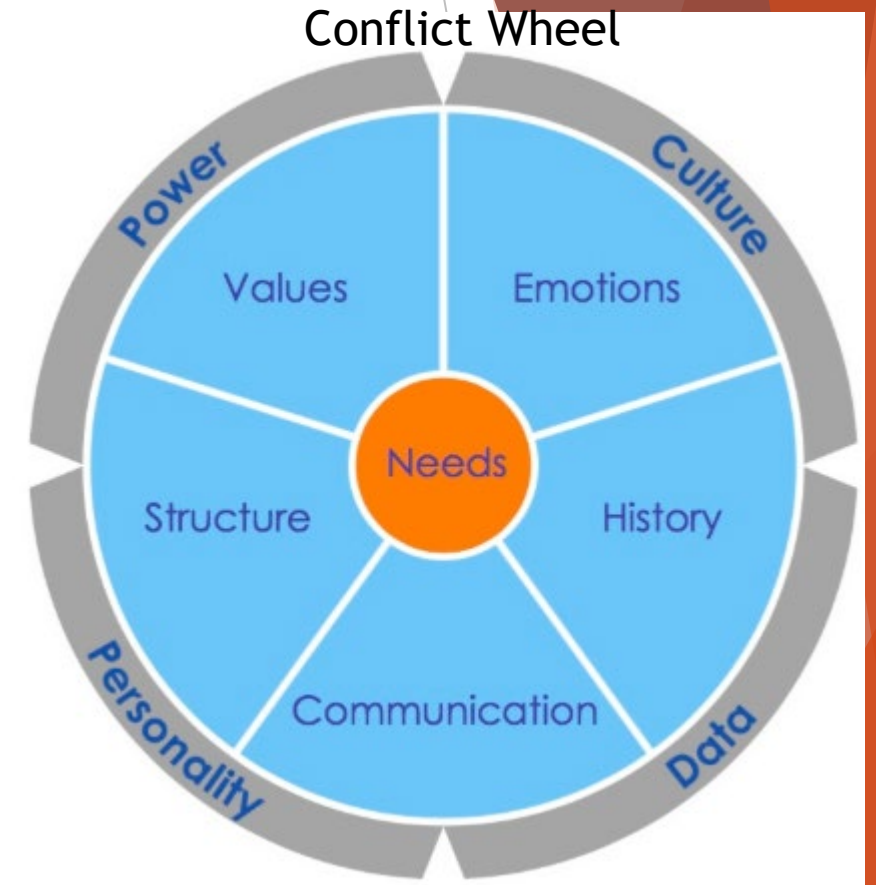 Conflict Wheel
Power
Culture
Values
Emotions
Needs
Structure
History
Communication
Personality
Data